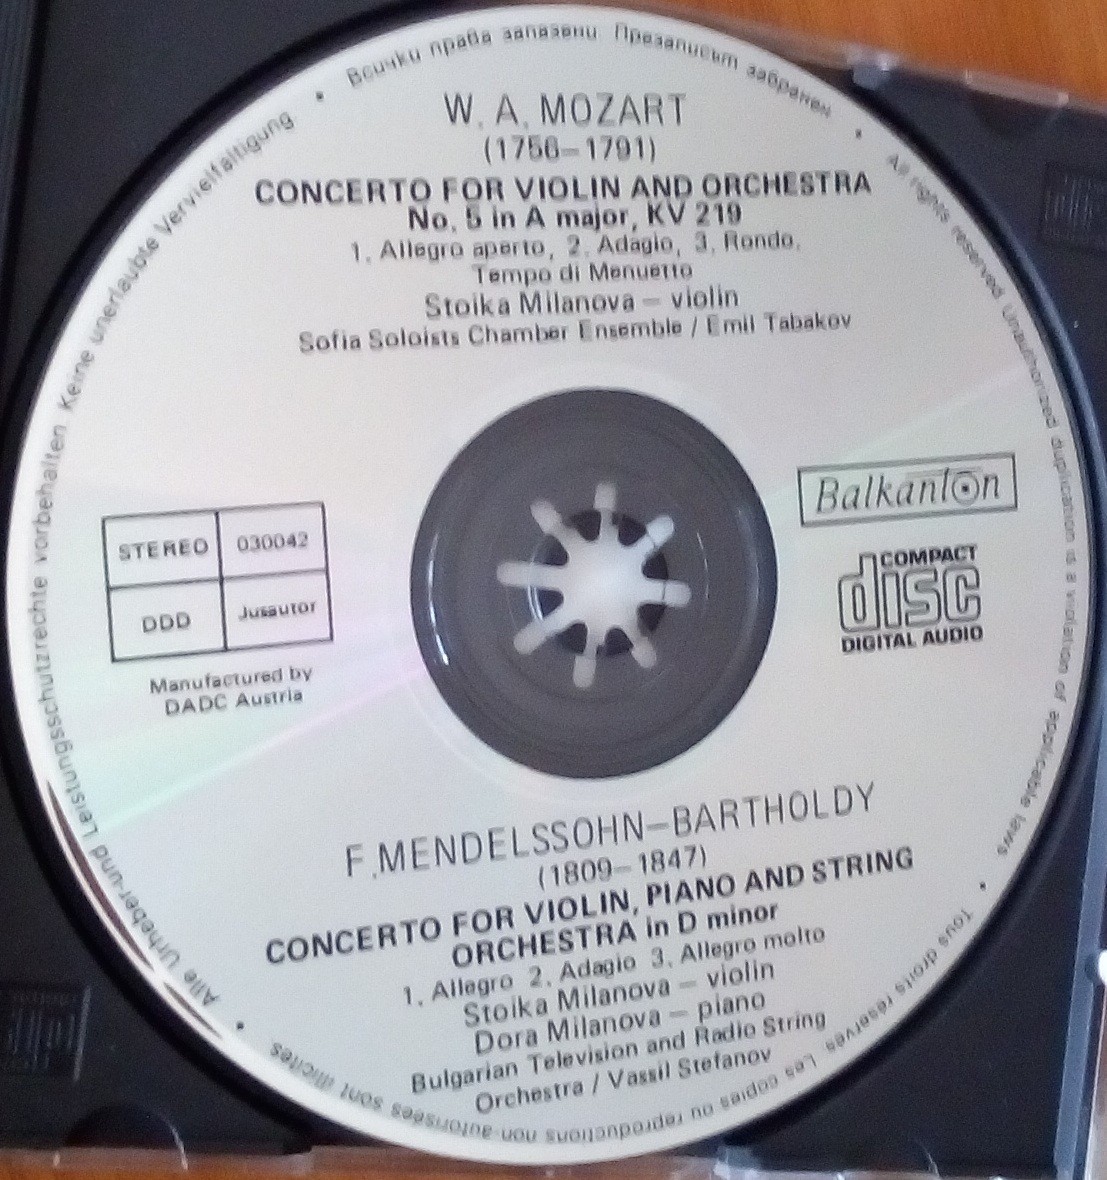 Всички права запазени Презаписът забранен •
All rights reserved Unauthorized duplication is a violation of applicable laws •
Tous droits réservés Les copies ou reproductions non-autorisées sont illicites •
Alle Urheber-und Leistungsschutzrechte vorbehalten Keine unerlaubte Vervielfältigung •
W. A. MOZART
(1756–1791)
CONCERTO FOR VIOLIN AND ORCHESTRA
No. 5 in A major, KV 219
1. Allegro aperto, 2. Adagio, 3. Rondo.
Tempo di Menuetto
Stoika Milanova – violin
Sofia Soloists Chamber Ensemble / Emil Tabakov
STEREO 030042
DDD Jusautor
Manufactured by
DADC Austria
Balkanton
COMPACT
disc
DIGITAL AUDIO
F.MENDELSSOHN–BARTHOLDY
(1809–1847)
CONCERTO FOR VIOLIN, PIANO AND STRING
ORCHESTRA in D minor
1. Allegro 2. Adagio 3. Allegro molto
Stoika Milanova – violin
Dora Milanova – piano
Bulgarian Television and Radio String
Orchestra / Vassil Stefanov